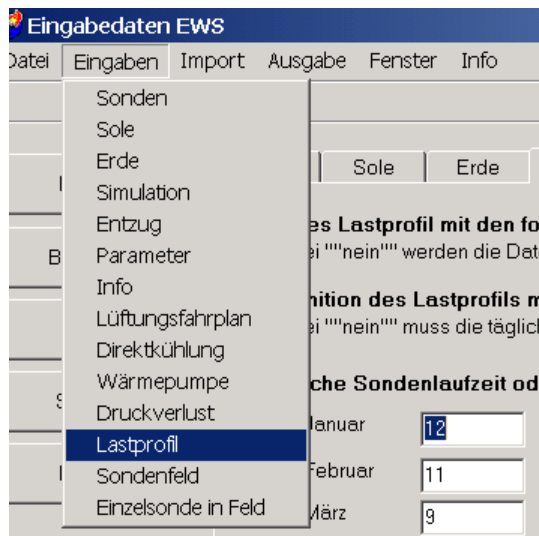 Eingabedaten EWS
Datei Eingaben Import Ausgabe Fenster Info
Sonden
Sole
Erde
Simulation
Entzug
Parameter
Info
Lüftungsfahrplan
Direktkühlung
Wärmepumpe
Druckverlust
Lastprofil
Sondenfeld
Einzelsonde in Feld
Sole Erde
es Lastprofil mit den fo
ei ""nein"" werden die Dat
nition des Lastprofils m
ei ""nein"" muss die täglic
che Sondenlaufzeit od
Januar 12
Februar 11
März 9